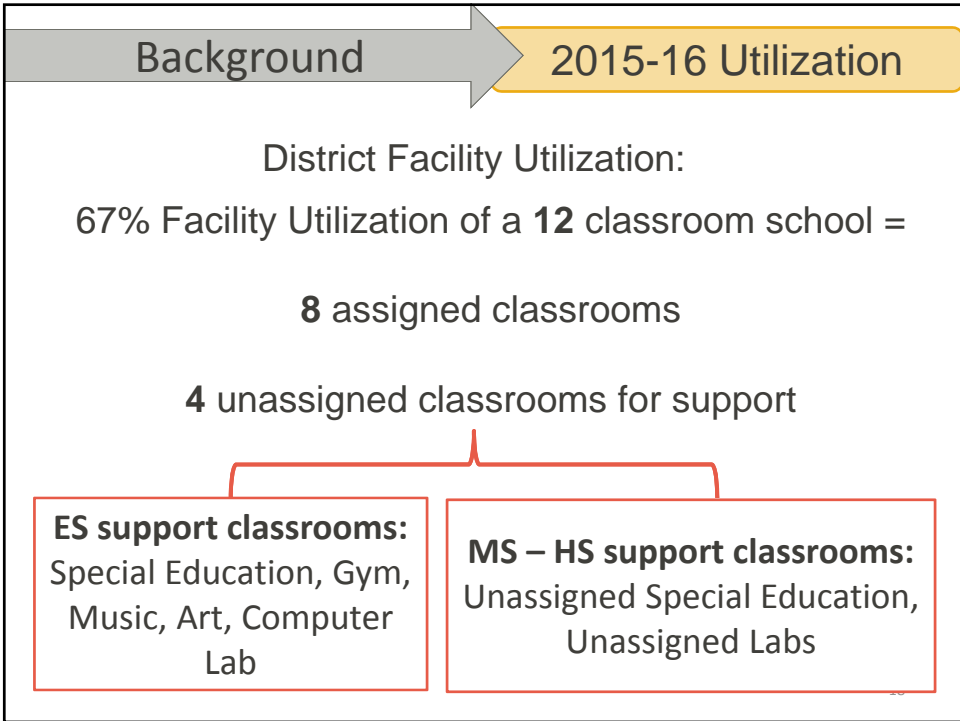 Background
2015-16 Utilization
District Facility Utilization:
67% Facility Utilization of a 12 classroom school =
8 assigned classrooms
4 unassigned classrooms for support
ES support classrooms:
Special Education, Gym,
Music, Art, Computer
Lab
MS – HS support classrooms:
Unassigned Special Education,
Unassigned Labs